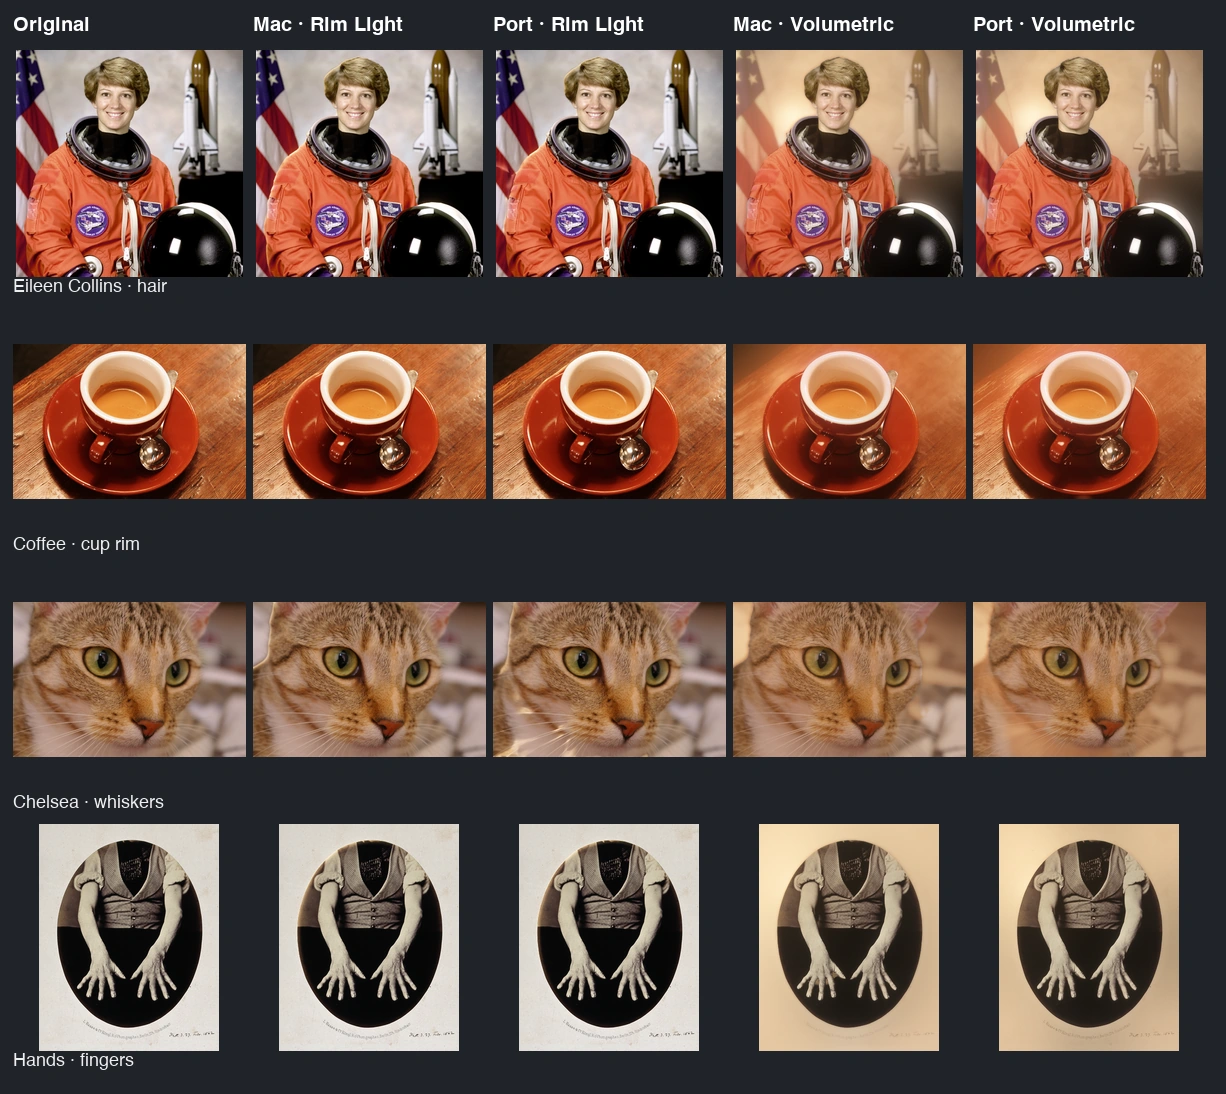 Original
Mac · Rim Light
Port · Rim Light
Mac · Volumetric
Port · Volumetric
Eileen Collins · hair
Coffee · cup rim
Chelsea · whiskers
Hands · fingers